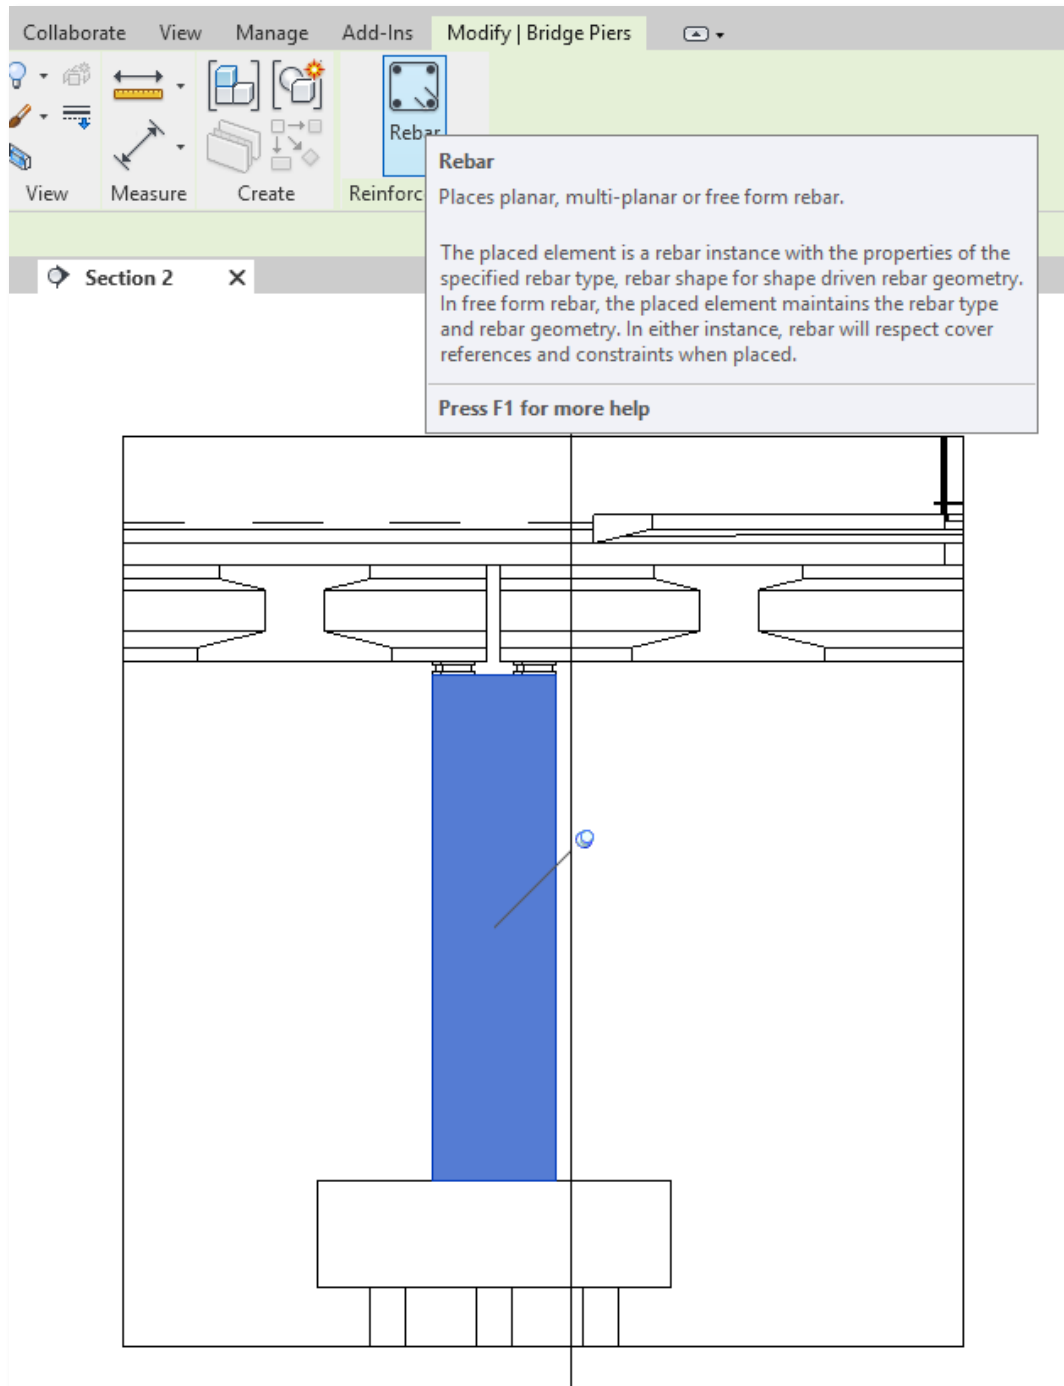 Collaborate View Manage Add-Ins Modify | Bridge Piers
Rebar
View Measure Create Reinforc
Rebar
Places planar, multi-planar or free form rebar.
The placed element is a rebar instance with the properties of the
specified rebar type, rebar shape for shape driven rebar geometry.
In free form rebar, the placed element maintains the rebar type
and rebar geometry. In either instance, rebar will respect cover
references and constraints when placed.
Press F1 for more help
Section 2